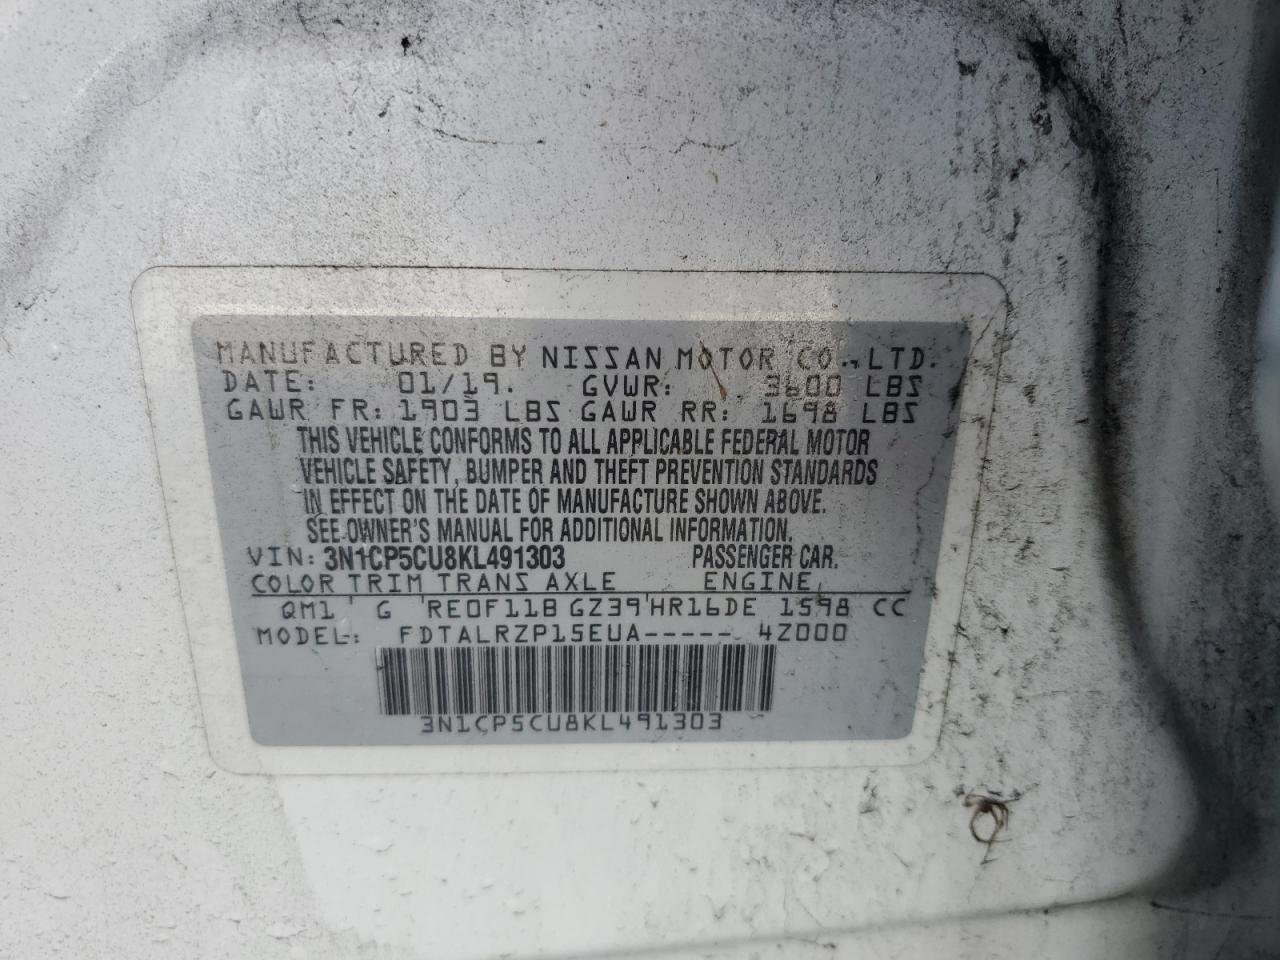 MANUFACTURED BY NISSAN MOTOR CO., LTD.
DATE: 01/19. GVWR: 3600 LBS
GAWR FR: 1903 LBS GAWR RR: 1698 LBS
THIS VEHICLE CONFORMS TO ALL APPLICABLE FEDERAL MOTOR
VEHICLE SAFETY, BUMPER AND THEFT PREVENTION STANDARDS
IN EFFECT ON THE DATE OF MANUFACTURE SHOWN ABOVE.
SEE OWNER'S MANUAL FOR ADDITIONAL INFORMATION.
VIN: 3N1CP5CU8KL491303 PASSENGER CAR.
COLOR TRIM TRANS AXLE ENGINE
QM1 G RE0F11B GZ39 HR16DE 1598 CC
MODEL: FDTALRZP15EUA----- 4Z000
3N1CP5CU8KL491303